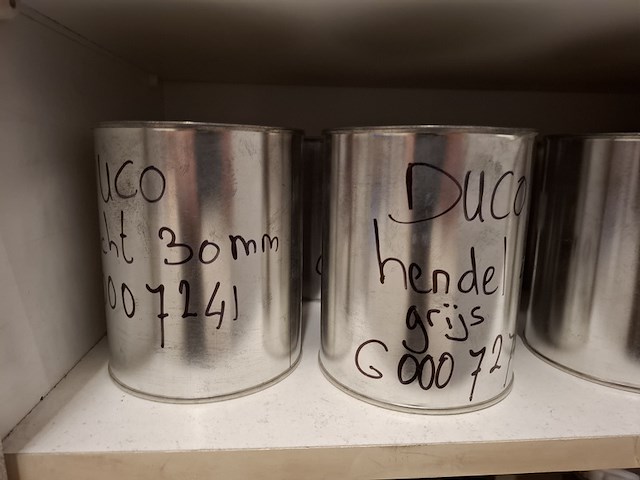 uco
cht 30mm
007241
Duco
hendel
grijs
G00072